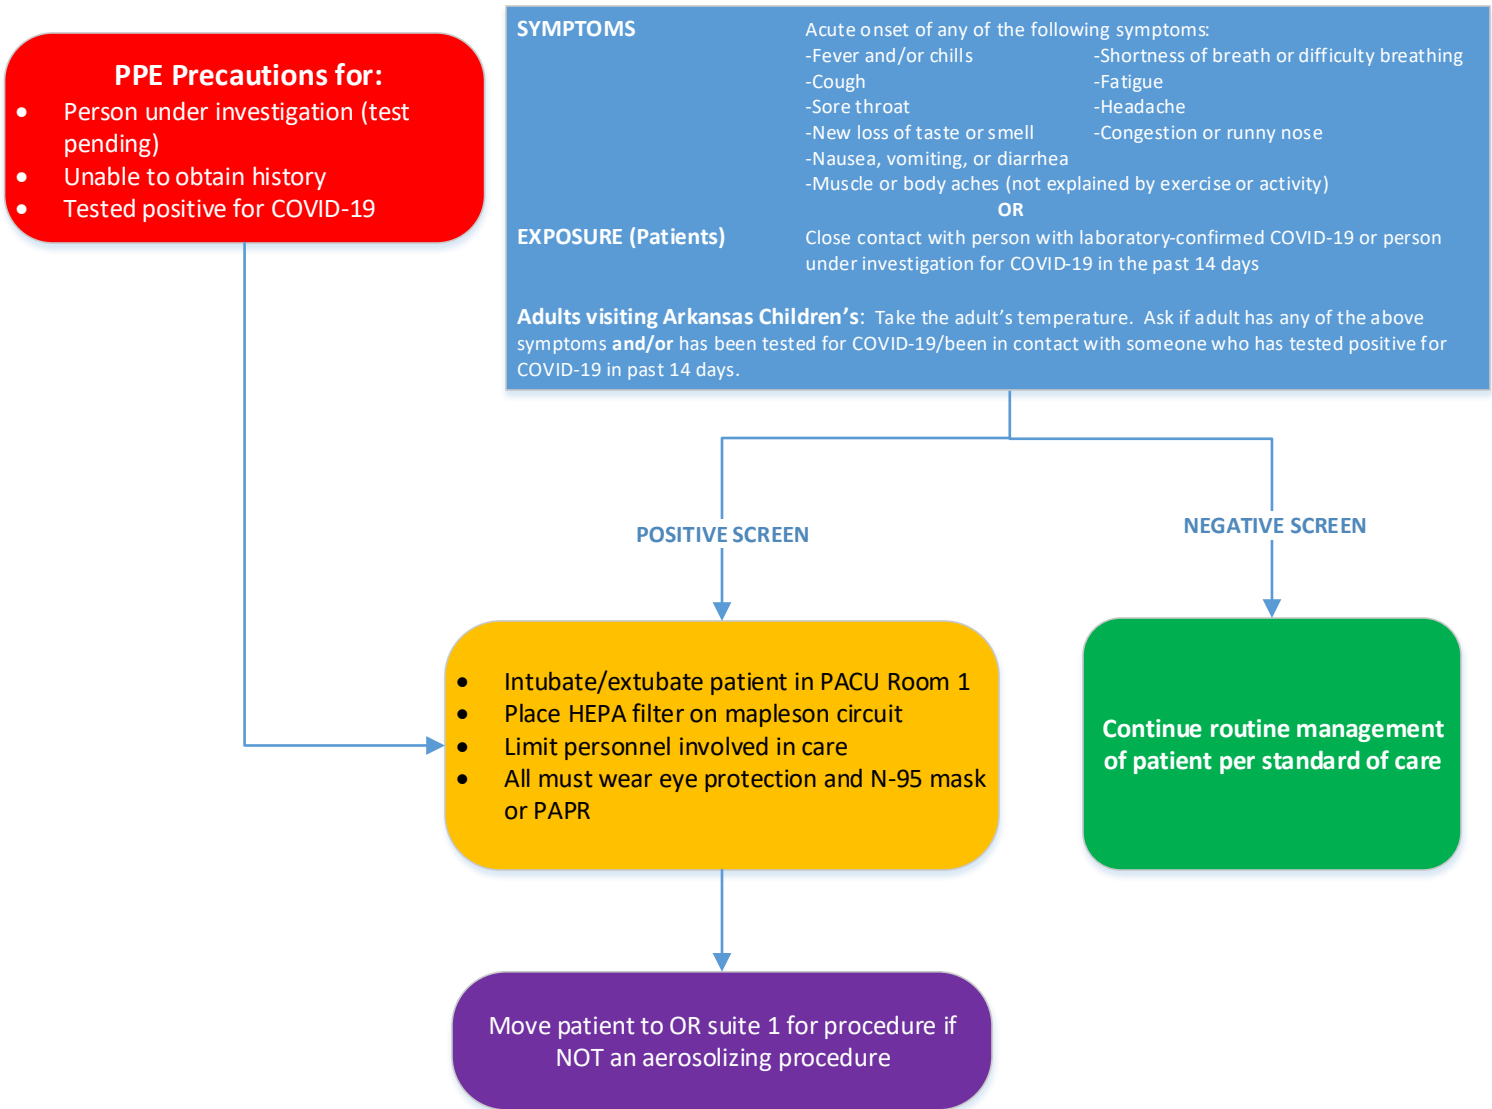 PPE Precautions for:
• Person under investigation (test
pending)
• Unable to obtain history
• Tested positive for COVID-19
SYMPTOMS Acute onset of any of the following symptoms:
-Fever and/or chills -Shortness of breath or difficulty breathing
-Cough -Fatigue
-Sore throat -Headache
-New loss of taste or smell -Congestion or runny nose
-Nausea, vomiting, or diarrhea
-Muscle or body aches (not explained by exercise or activity)
OR
EXPOSURE (Patients) Close contact with person with laboratory-confirmed COVID-19 or person
under investigation for COVID-19 in the past 14 days
Adults visiting Arkansas Children’s: Take the adult’s temperature. Ask if adult has any of the above
symptoms and/or has been tested for COVID-19/been in contact with someone who has tested positive for
COVID-19 in past 14 days.
POSITIVE SCREEN
NEGATIVE SCREEN
• Intubate/extubate patient in PACU Room 1
• Place HEPA filter on mapleson circuit
• Limit personnel involved in care
• All must wear eye protection and N-95 mask
or PAPR
Continue routine management
of patient per standard of care
Move patient to OR suite 1 for procedure if
NOT an aerosolizing procedure